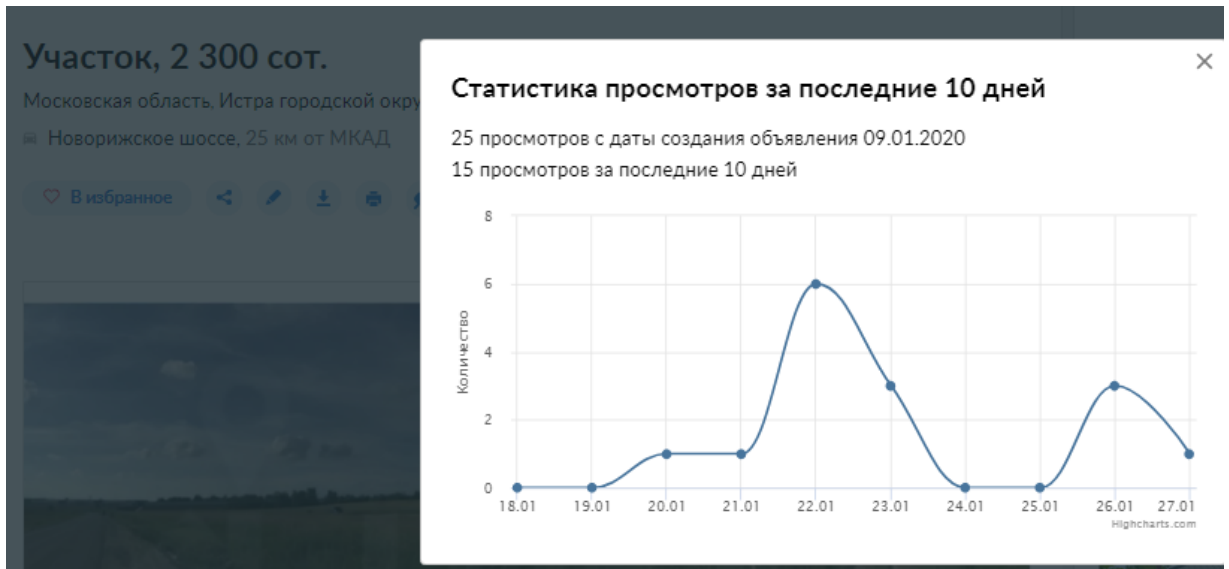 Участок, 2 300 сот.
Московская область, Истра городской окру
Новорижское шоссе, 25 км от МКАД
В избранное
×
Статистика просмотров за последние 10 дней
25 просмотров с даты создания объявления 09.01.2020
15 просмотров за последние 10 дней
Количество
8
6
4
2
0
18.01 19.01 20.01 21.01 22.01 23.01 24.01 25.01 26.01 27.01
Highcharts.com